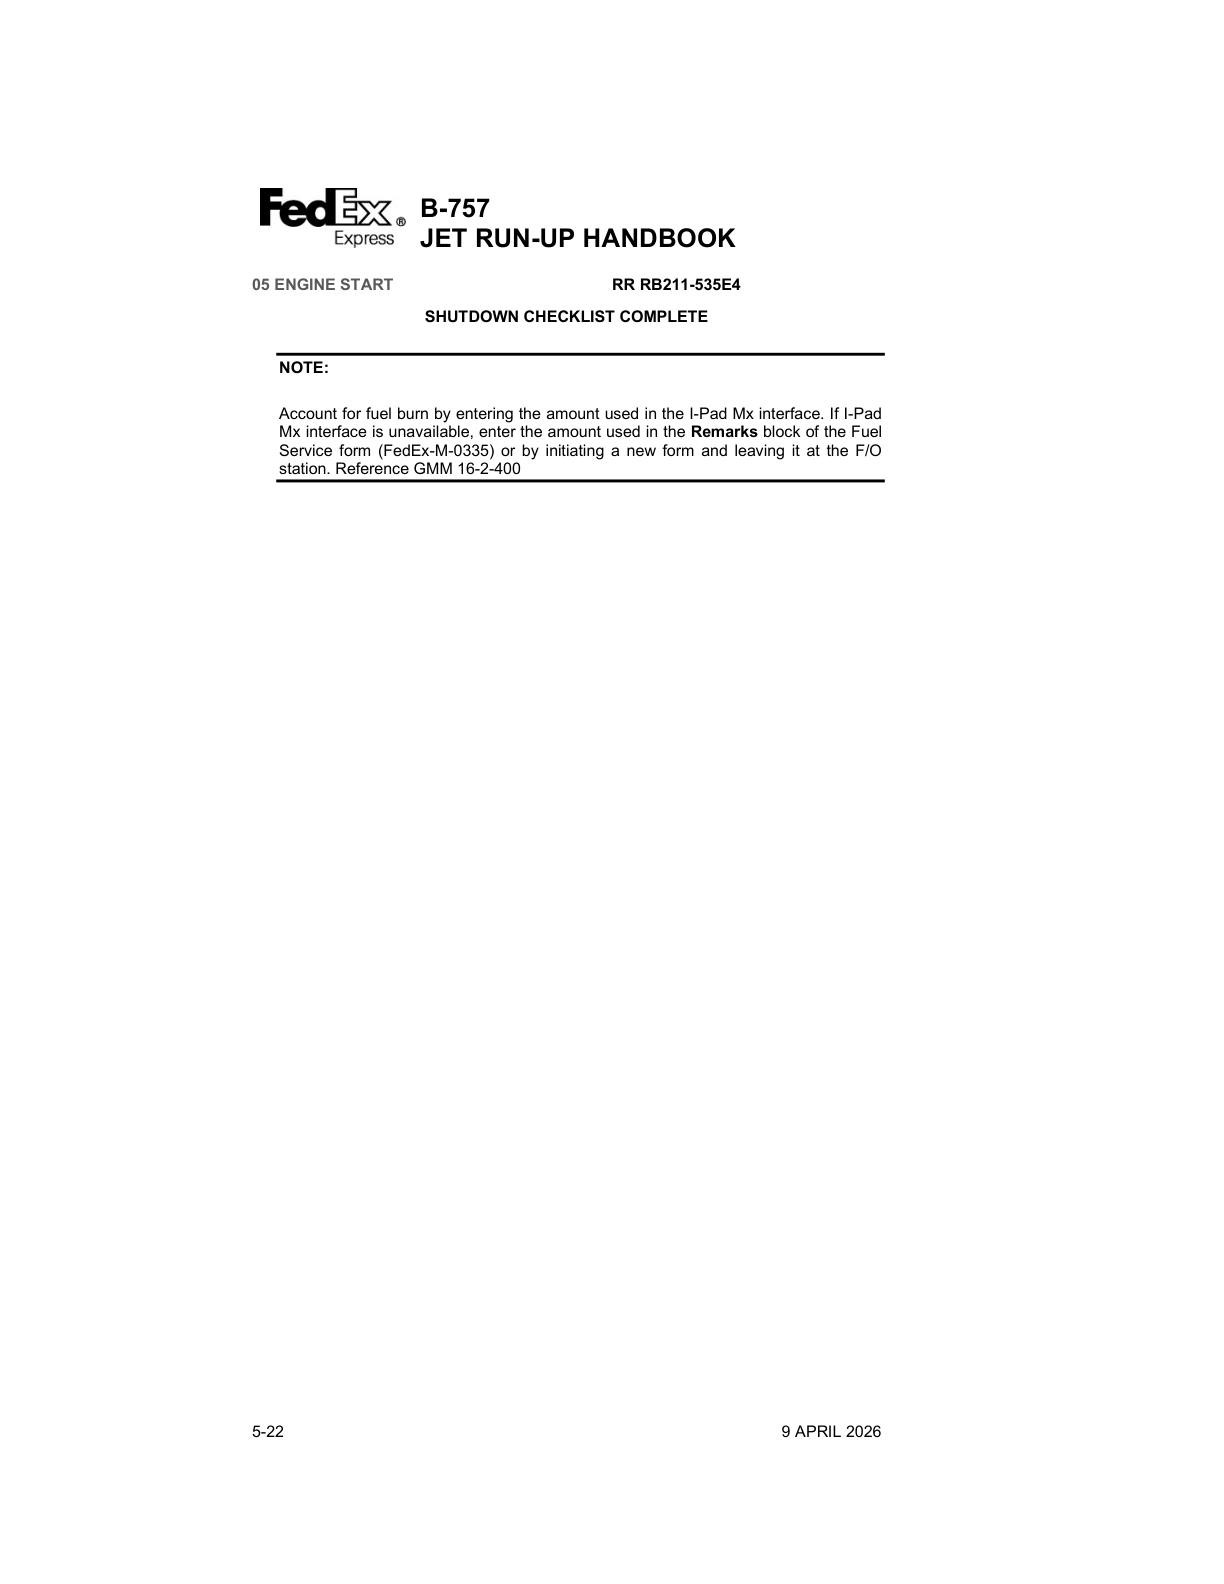 FedEx® Express
B-757
JET RUN-UP HANDBOOK
05 ENGINE START RR RB211-535E4
SHUTDOWN CHECKLIST COMPLETE
NOTE:
Account for fuel burn by entering the amount used in the I-Pad Mx interface. If I-Pad
Mx interface is unavailable, enter the amount used in the Remarks block of the Fuel
Service form (FedEx-M-0335) or by initiating a new form and leaving it at the F/O
station. Reference GMM 16-2-400
5-22 9 APRIL 2026